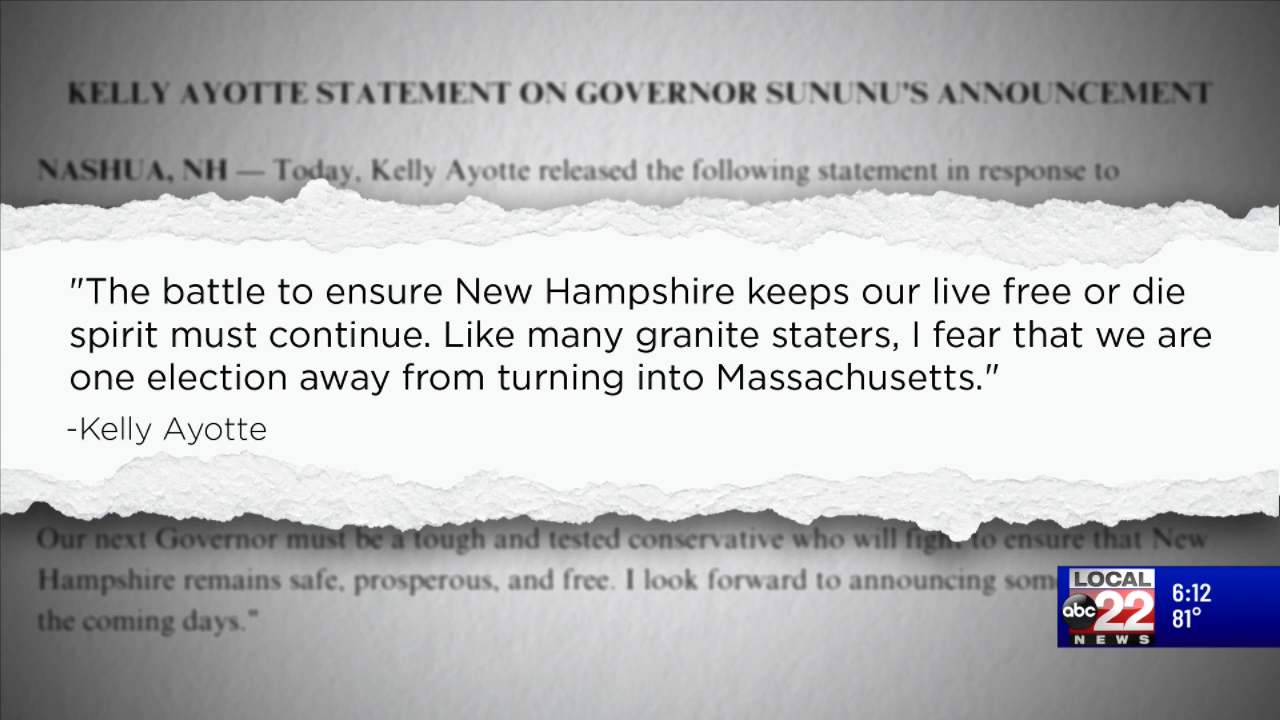 KELLY AYOTTE STATEMENT ON GOVERNOR SUNUNU'S ANNOUNCEMENT
NASHUA, NH — Today, Kelly Ayotte released the following statement in response to
"The battle to ensure New Hampshire keeps our live free or die
spirit must continue. Like many granite staters, I fear that we are
one election away from turning into Massachusetts."
-Kelly Ayotte
Our next Governor must be a tough and tested conservative who will fight to ensure that New
Hampshire remains safe, prosperous, and free. I look forward to announcing
the coming days."
LOCAL
abc 22
NEWS
6:12
81°